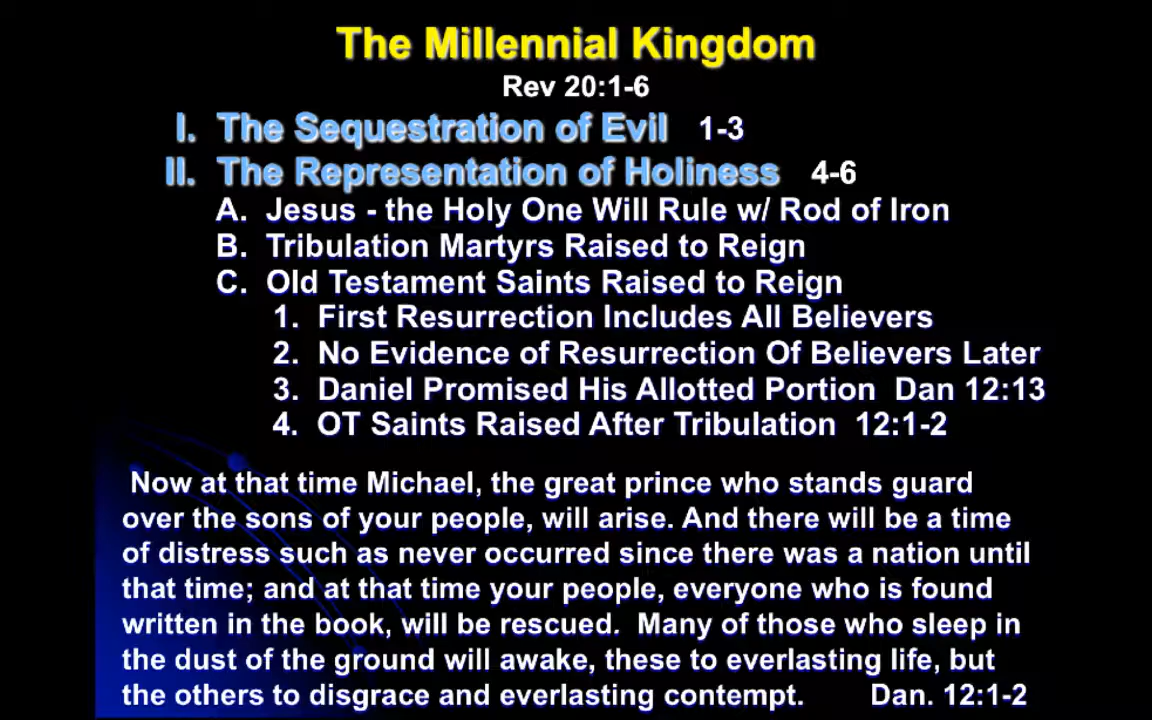 The Millennial Kingdom
Rev 20:1-6
I. The Sequestration of Evil 1-3
II. The Representation of Holiness 4-6
A. Jesus - the Holy One Will Rule w/ Rod of Iron
B. Tribulation Martyrs Raised to Reign
C. Old Testament Saints Raised to Reign
1. First Resurrection Includes All Believers
2. No Evidence of Resurrection Of Believers Later
3. Daniel Promised His Allotted Portion Dan 12:13
4. OT Saints Raised After Tribulation 12:1-2
Now at that time Michael, the great prince who stands guard
over the sons of your people, will arise. And there will be a time
of distress such as never occurred since there was a nation until
that time; and at that time your people, everyone who is found
written in the book, will be rescued. Many of those who sleep in
the dust of the ground will awake, these to everlasting life, but
the others to disgrace and everlasting contempt. Dan. 12:1-2